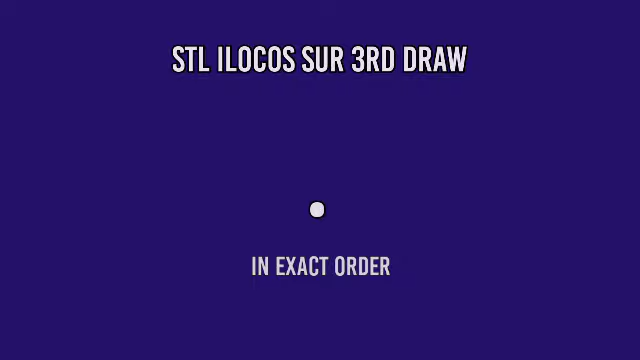 STL ILOCOS SUR 3RD DRAW
.
IN EXACT ORDER